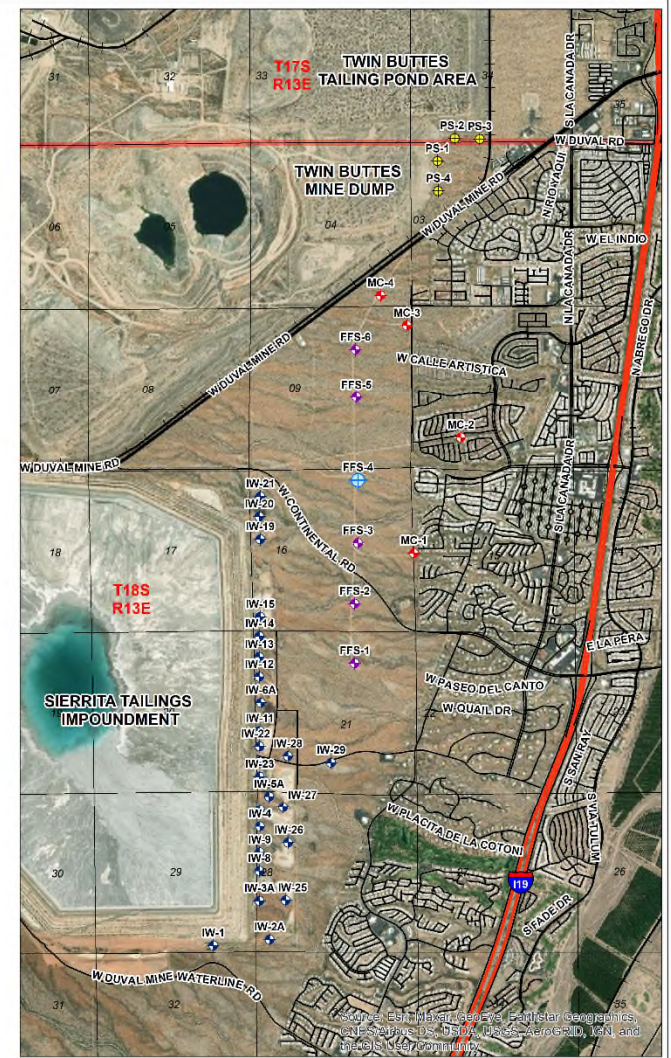 31
32
33
T17S
R13E
TWIN BUTTES
TAILING POND AREA
34
35
S LA CANADA DR
PS-2
PS-3
W DUVAL RD
PS-1
TWIN BUTTES
MINE DUMP
PS-4
N RIO YAQUI
W DUVAL MINE RD
06
05
04
03
W EL INDIO
N LA CANADA DR
MC-4
MC-3
N ABREGO DR
FFS-6
W DUVAL MINE RD
W CALLE ARTISTICA
07
08
09
FFS-5
MC-2
W DUVAL MINE RD
FFS-4
S LA CANADA DR
IW-21
IW-20
W CONTINENTAL RD
IW-19
FFS-3
18
17
16
MC-1
T18S
R13E
FFS-2
IW-15
IW-14
IW-13
E LA PERA
FFS-1
IW-12
W PASEO DEL CANTO
IW-6A
SIERRITA TAILINGS
IMPOUNDMENT
W QUAIL DR
22
IW-11
21
IW-22
IW-28
IW-29
S SAN RAY
IW-23
IW-5A
IW-27
S VIA TULUM
IW-4
W PLACITA DE LA COTONI
IW-26
IW-9
IW-8
30
29
28
26
I19
IW-3A
IW-25
S FADE DR
IW-1
IW-2A
W DUVAL MINE WATERLINE RD
31
32
35
Source: Esri, Maxar, GeoEye, Earthstar Geographics,
CNES/Airbus DS, USDA, USGS, AeroGRID, IGN, and
the GIS User Community